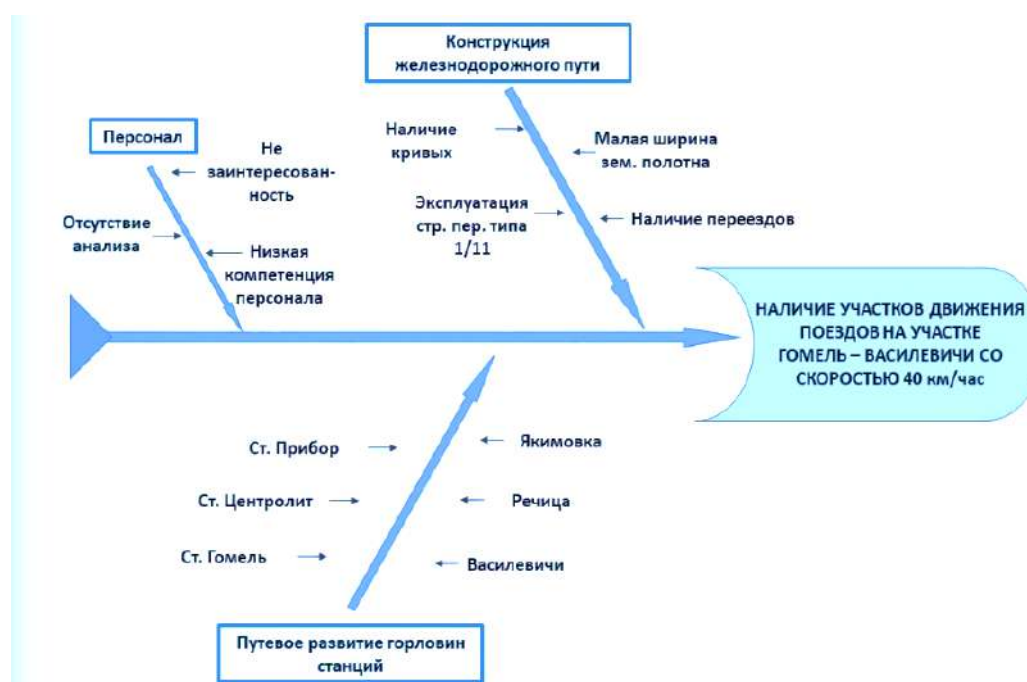 Конструкция
железнодорожного пути
Персонал
Не
заинтересован-
ность
Отсутствие
анализа
Низкая
компетенция
персонала
Наличие
кривых
Малая ширина
зем. полотна
Эксплуатация
стр. пер. типа
1/11
Наличие переездов
НАЛИЧИЕ УЧАСТКОВ ДВИЖЕНИЯ
ПОЕЗДОВ НА УЧАСТКЕ
ГОМЕЛЬ – ВАСИЛЕВИЧИ СО
СКОРОСТЬЮ 40 км/час
Ст. Прибор
Якимовка
Ст. Центролит
Речица
Ст. Гомель
Василевичи
Путевое развитие горловин
станций